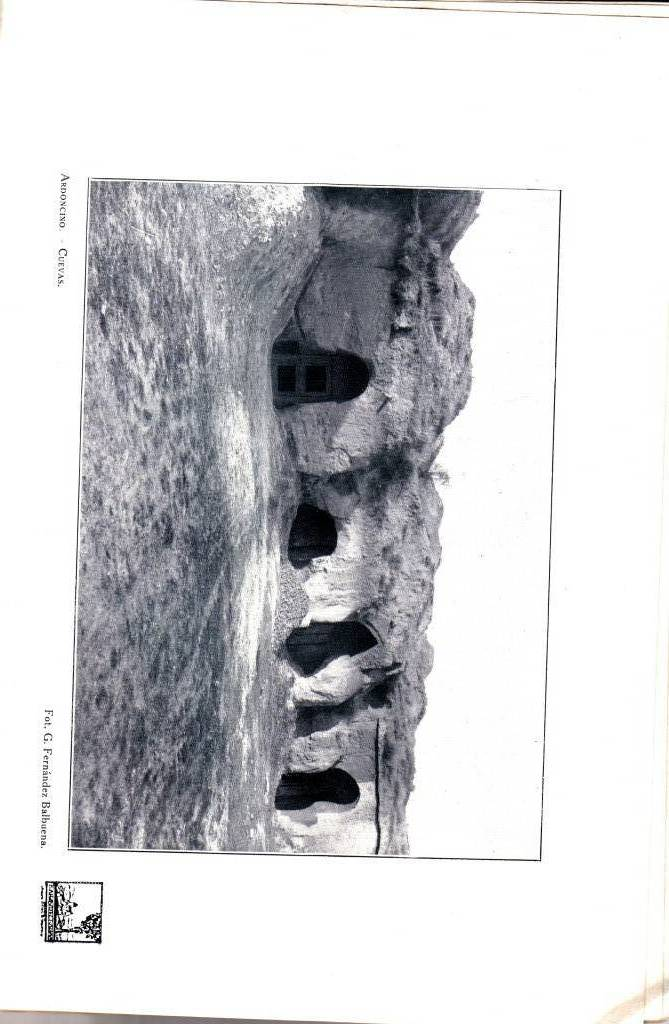 ARDONCINO. - CUEVAS.
Fot. G. Fernández Balbuena.